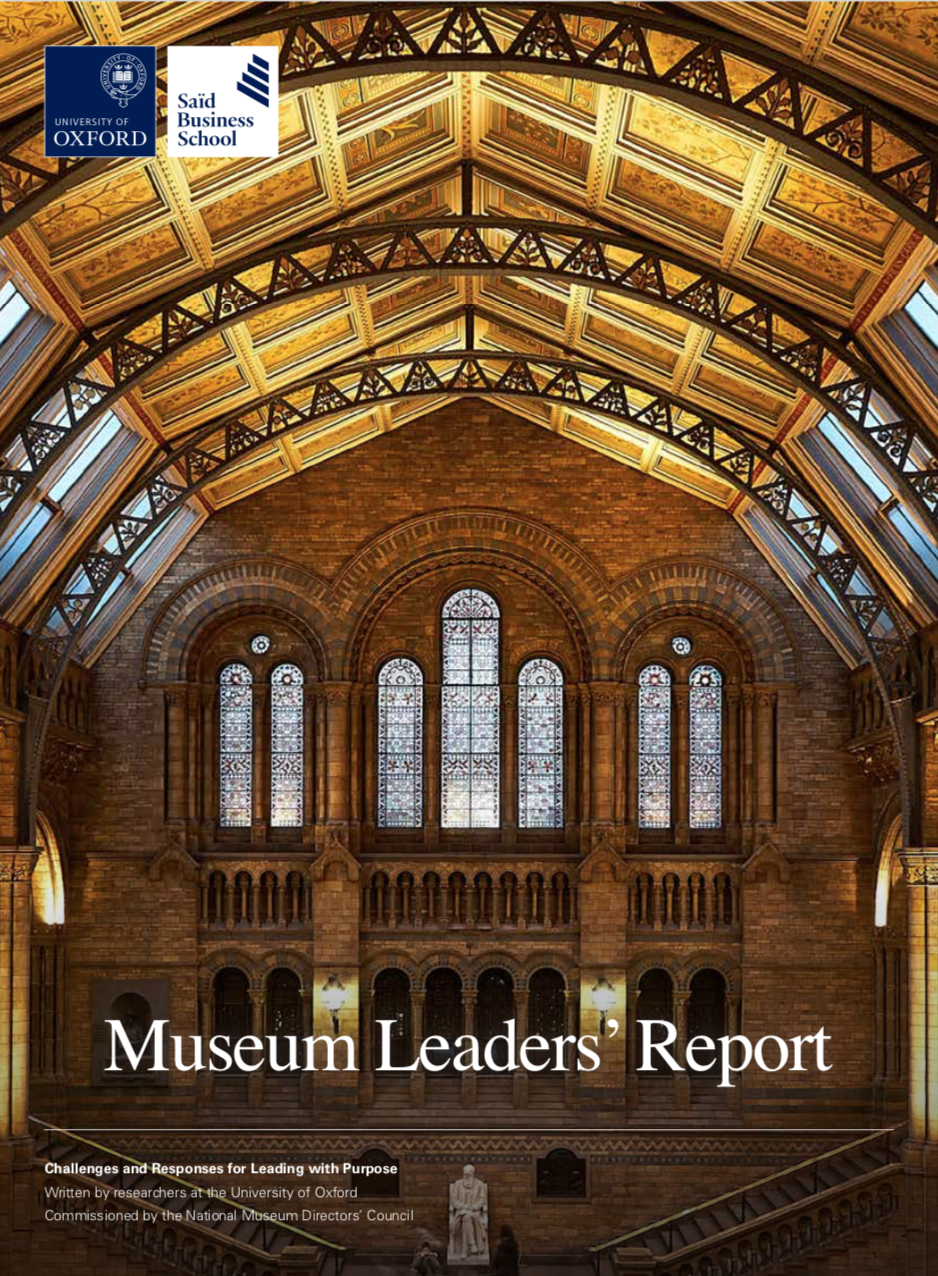 UNIVERSITY OF
OXFORD
Saïd
Business
School
Museum Leaders’ Report
Challenges and Responses for Leading with Purpose
Written by researchers at the University of Oxford
Commissioned by the National Museum Directors’ Council